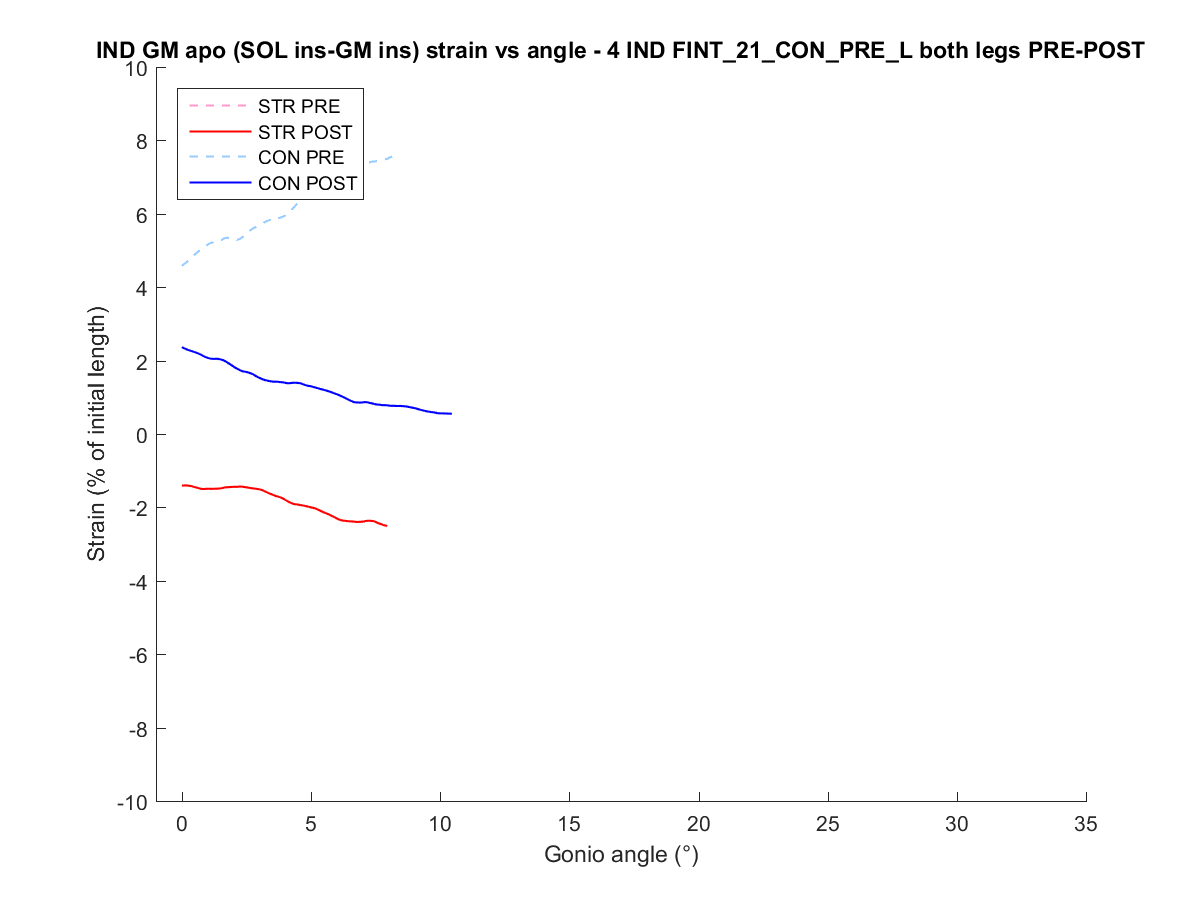 IND GM apo (SOL ins-GM ins) strain vs angle - 4 IND FINT_21_CON_PRE_L both legs PRE-POST
STR PRE
STR POST
CON PRE
CON POST
10
8
6
4
2
0
-2
-4
-6
-8
-10
Strain (% of initial length)
0 5 10 15 20 25 30 35
Gonio angle (°)